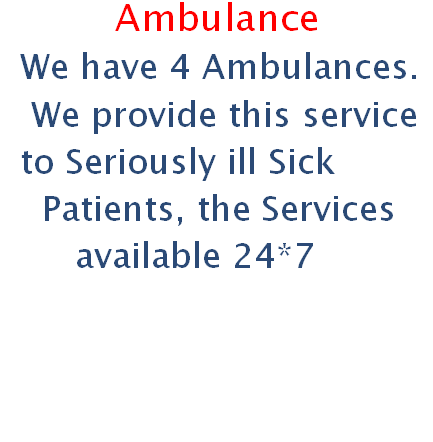 Ambulance
We have 4 Ambulances.
We provide this service
to Seriously ill Sick
Patients, the Services
available 24*7